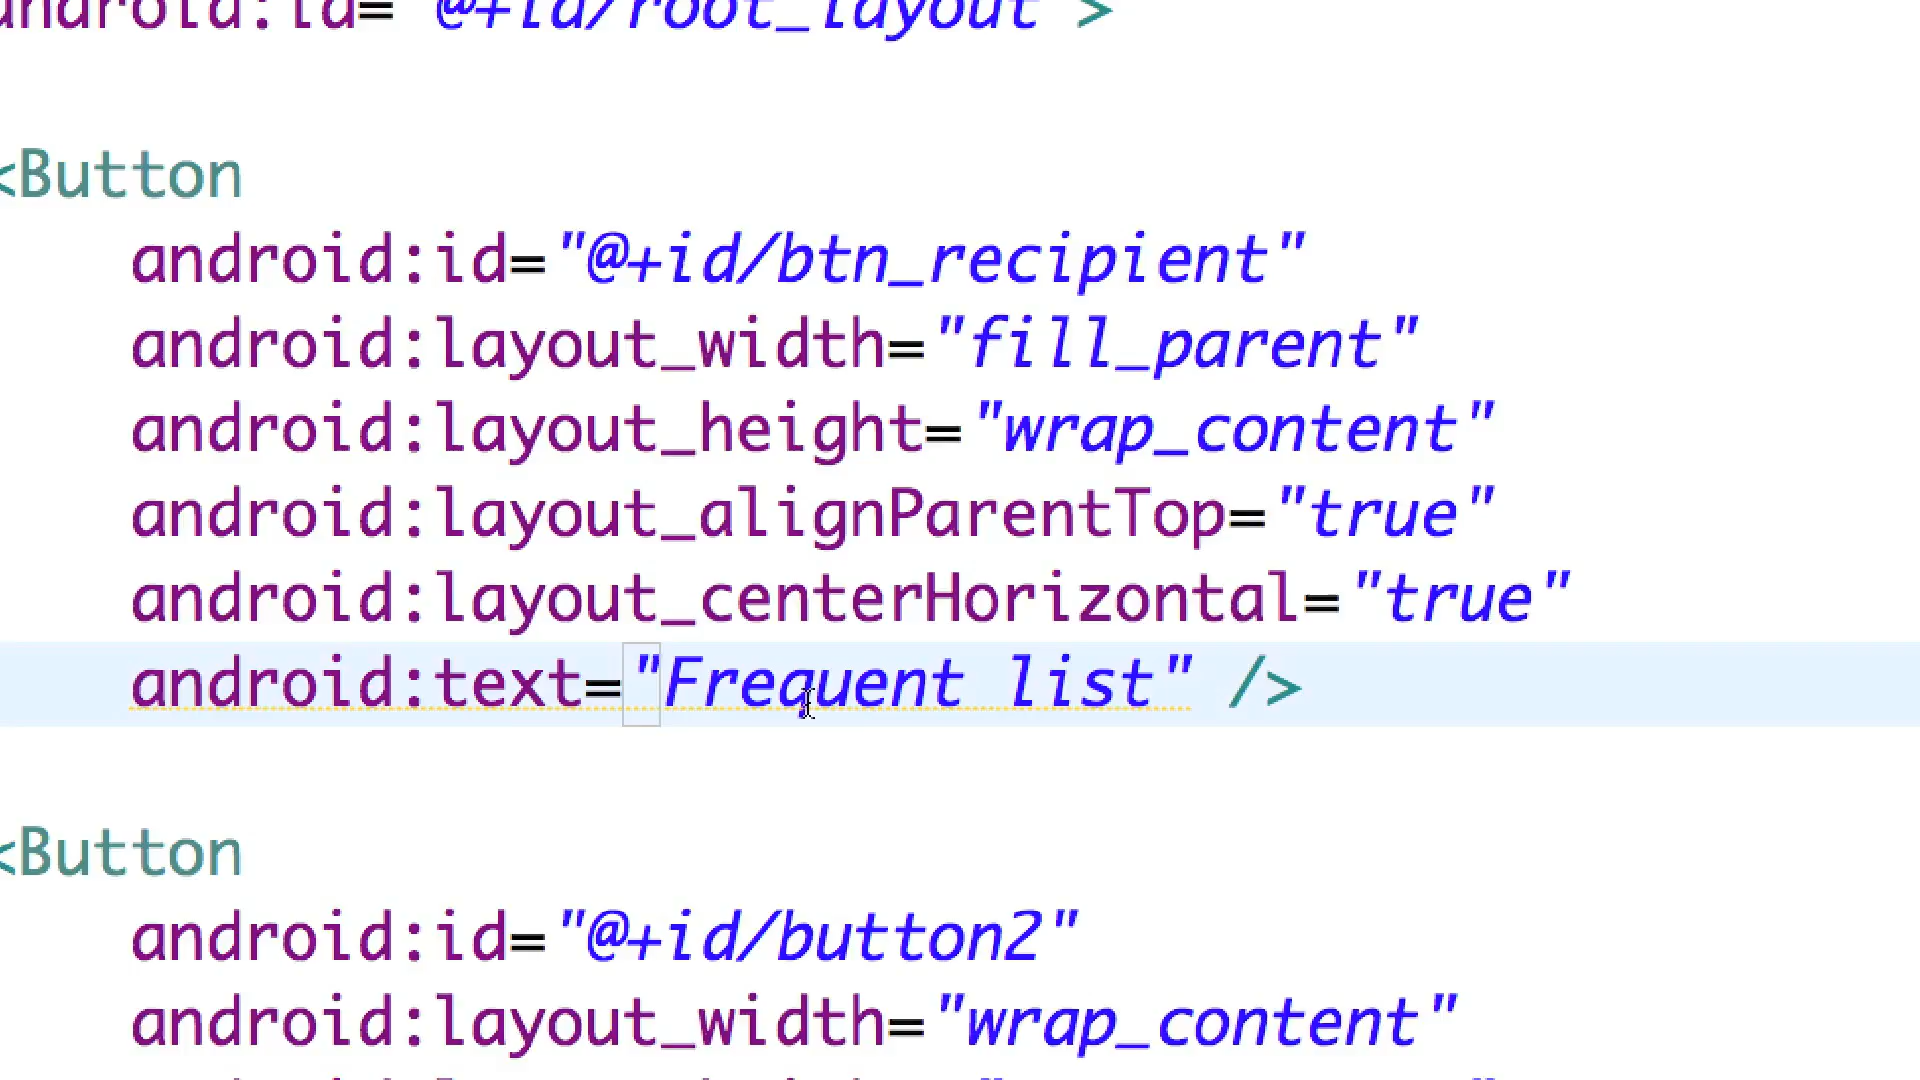 android:id="@+id/root_layout">
<Button
android:id="@+id/btn_recipient"
android:layout_width="fill_parent"
android:layout_height="wrap_content"
android:layout_alignParentTop="true"
android:layout_centerHorizontal="true"
android:text="Frequent list" />
<Button
android:id="@+id/button2"
android:layout_width="wrap_content"